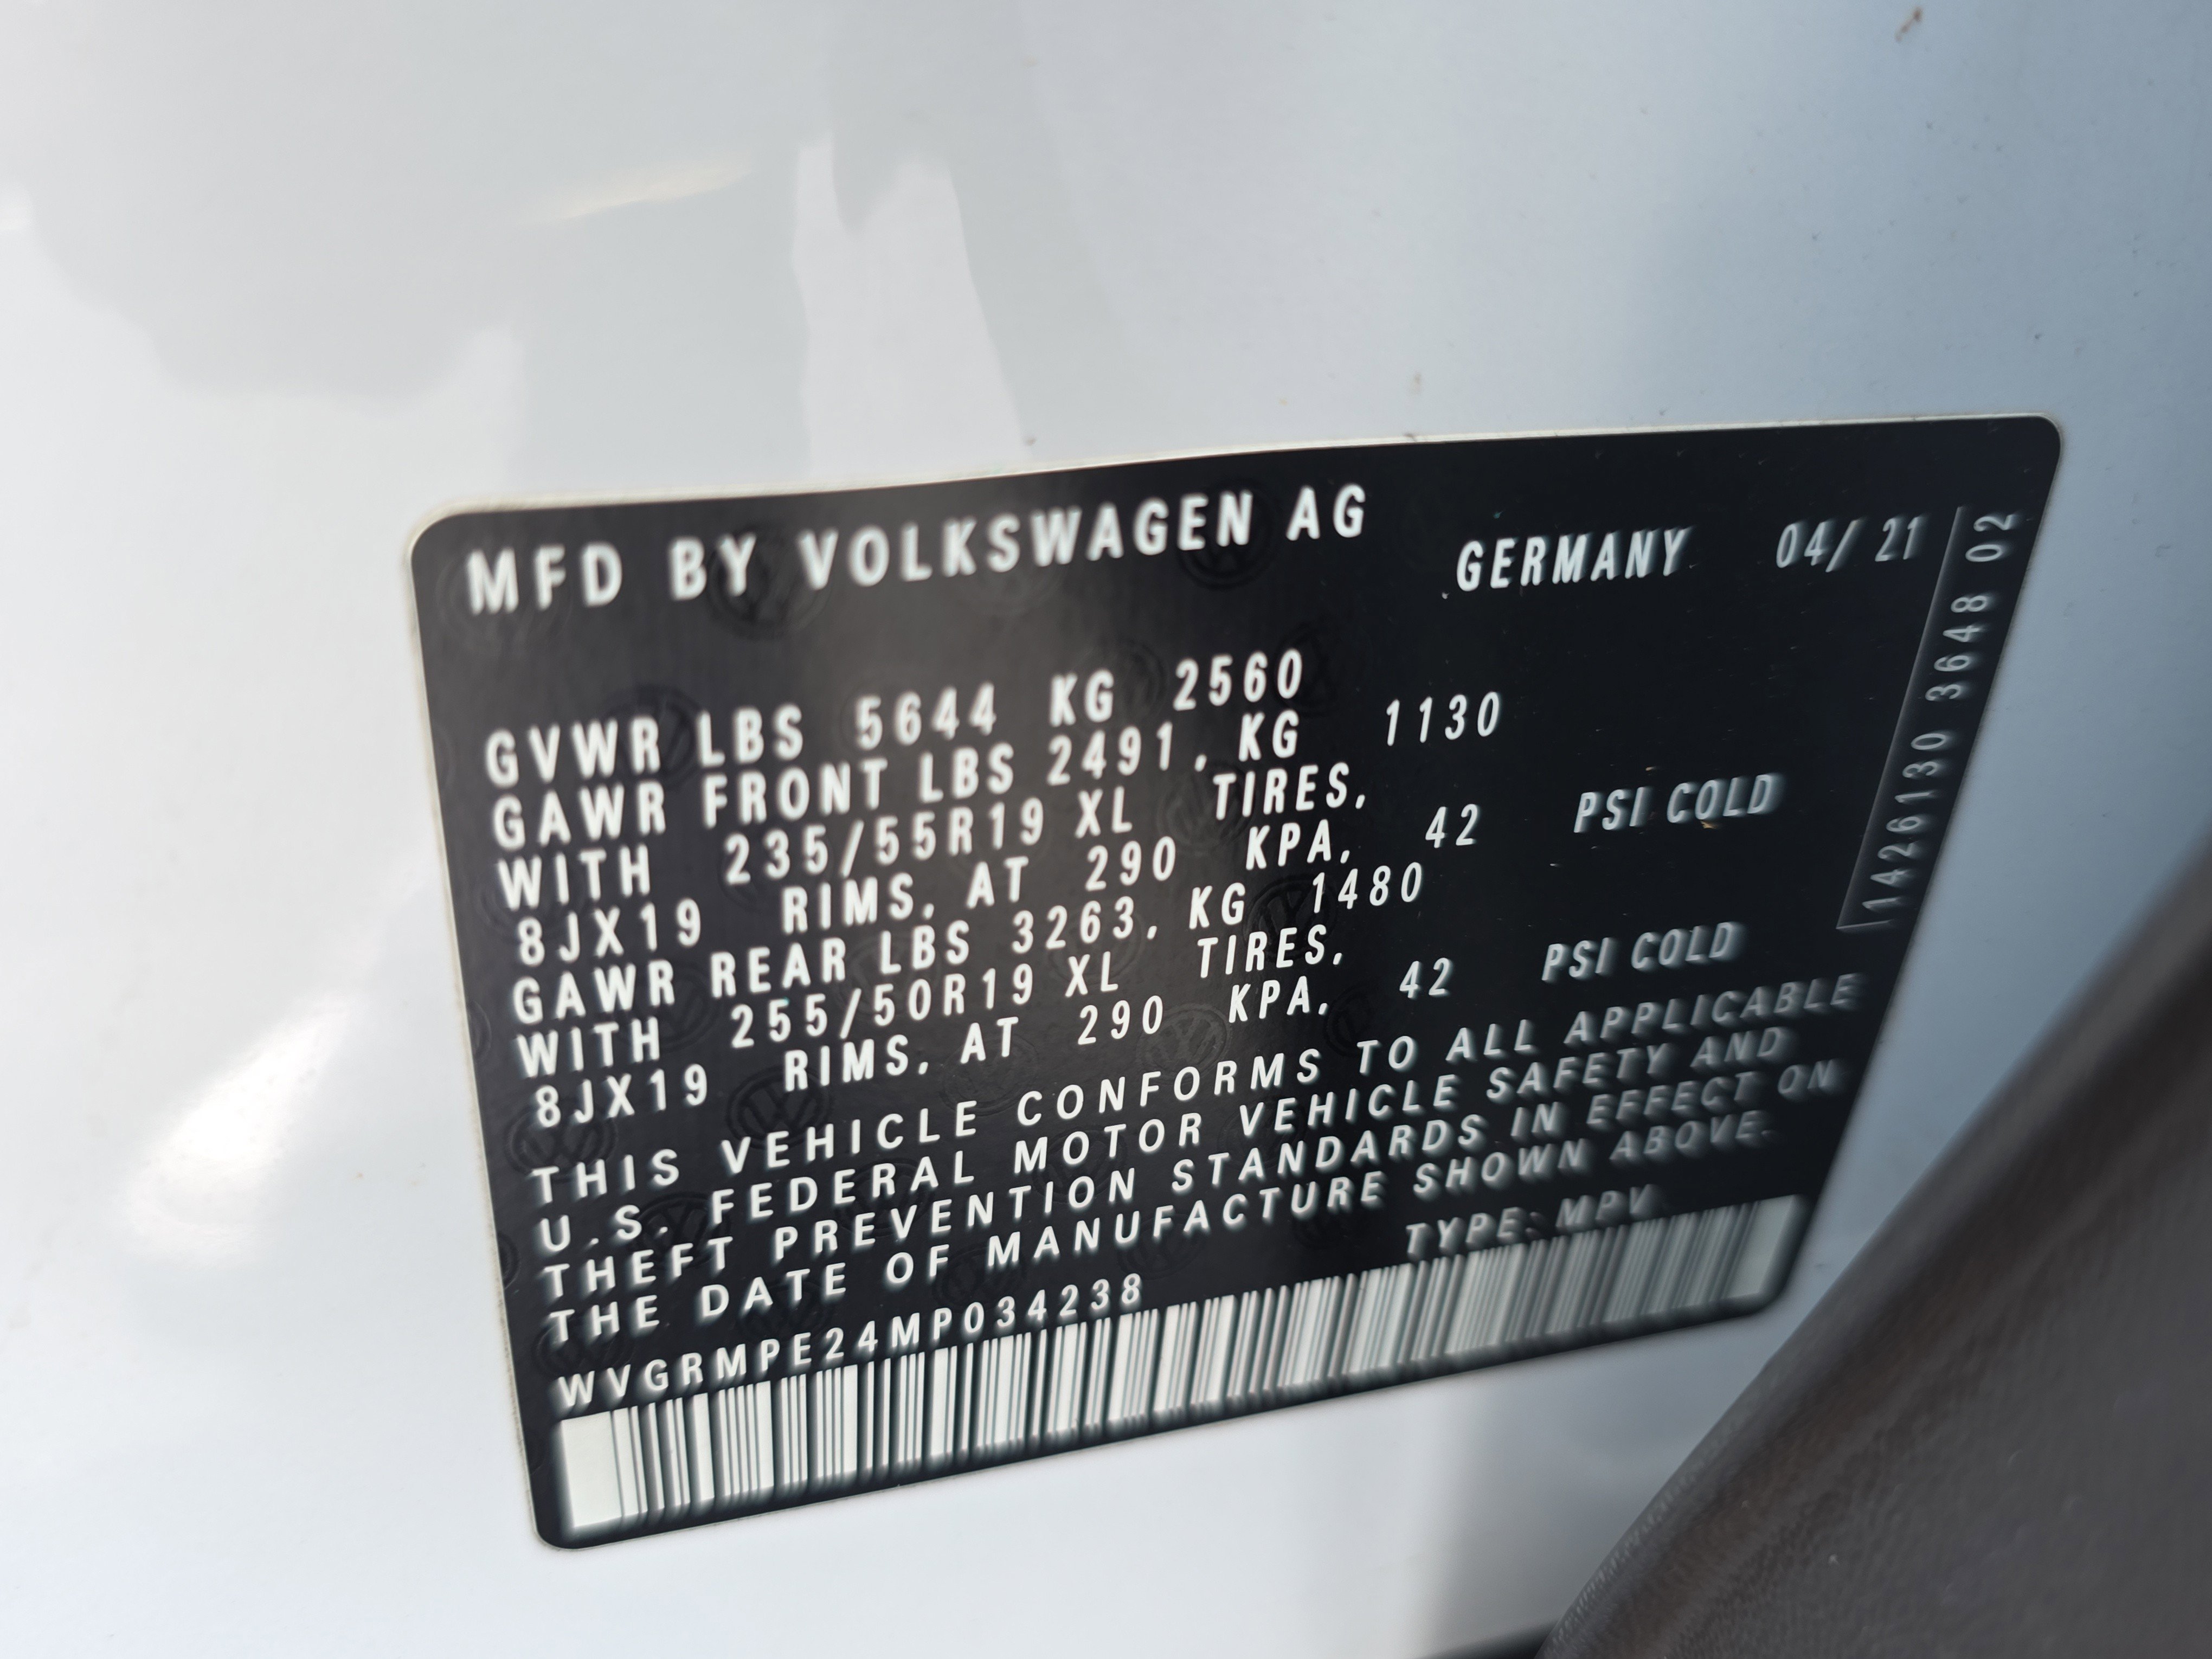 MFD BY VOLKSWAGEN AG GERMANY 04/ 21
GVWR LBS 5644 KG 2560
GAWR FRONT LBS 2491, KG 1130
WITH 235/55R19 XL TIRES,
8JX19 RIMS, AT 290 KPA, 42 PSI COLD
GAWR REAR LBS 3263, KG 1480
WITH 255/50R19 XL TIRES,
8JX19 RIMS, AT 290 KPA, 42 PSI COLD
THIS VEHICLE CONFORMS TO ALL APPLICABLE
U.S. FEDERAL MOTOR VEHICLE SAFETY AND
THEFT PREVENTION STANDARDS IN EFFECT ON
THE DATE OF MANUFACTURE SHOWN ABOVE.
WVGRMPE24MP034238 TYPE: MPV
1426130 3648 02